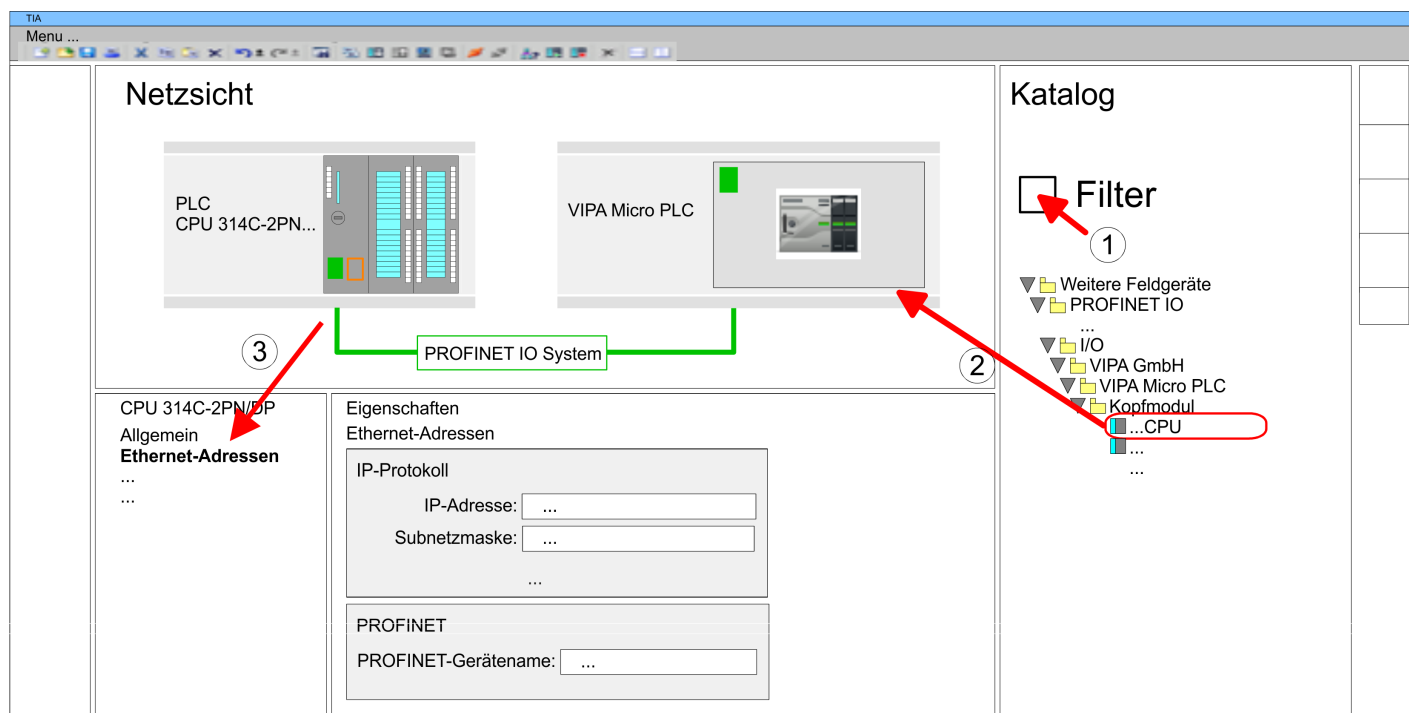 TIA
Menu ...
Netzsicht
PLC
CPU 314C-2PN...
VIPA Micro PLC
PROFINET IO System
3
2
Katalog
Filter
1
Weitere Feldgeräte
PROFINET IO
...
I/O
VIPA GmbH
VIPA Micro PLC
Kopfmodul
...CPU
...
...
CPU 314C-2PN/DP
Allgemein
Ethernet-Adressen
...
...
Eigenschaften
Ethernet-Adressen
IP-Protokoll
IP-Adresse: ...
Subnetzmaske: ...
...
PROFINET
PROFINET-Gerätename: ...